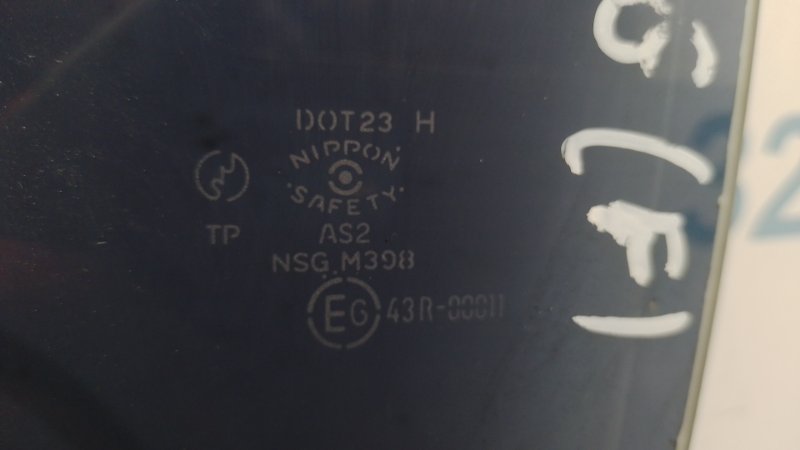 DOT23 H
NIPPON
SAFETY
TP
AS2
NSG M398
E6 43R-00011
(F)